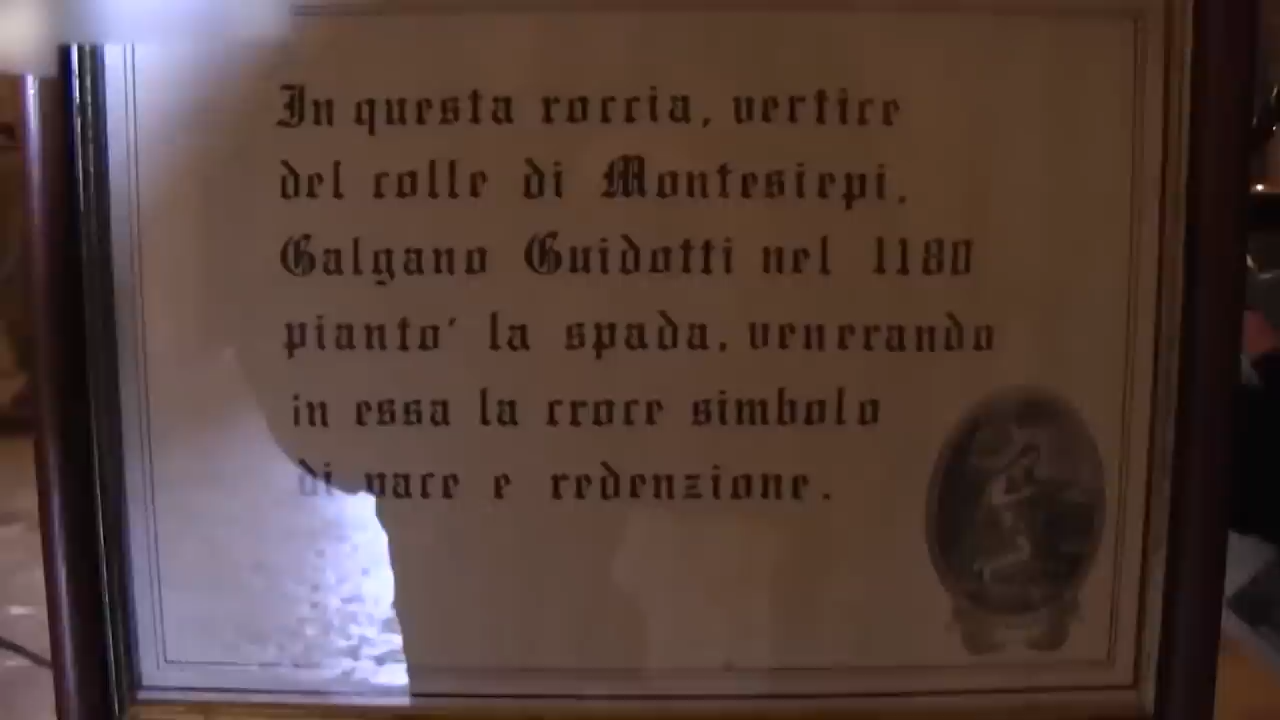 In questa roccia, vertice
del colle di Montesiepi,
Galgano Guidotti nel 1180
pianto' la spada, venerando
in essa la croce simbolo
di pace e redenzione.